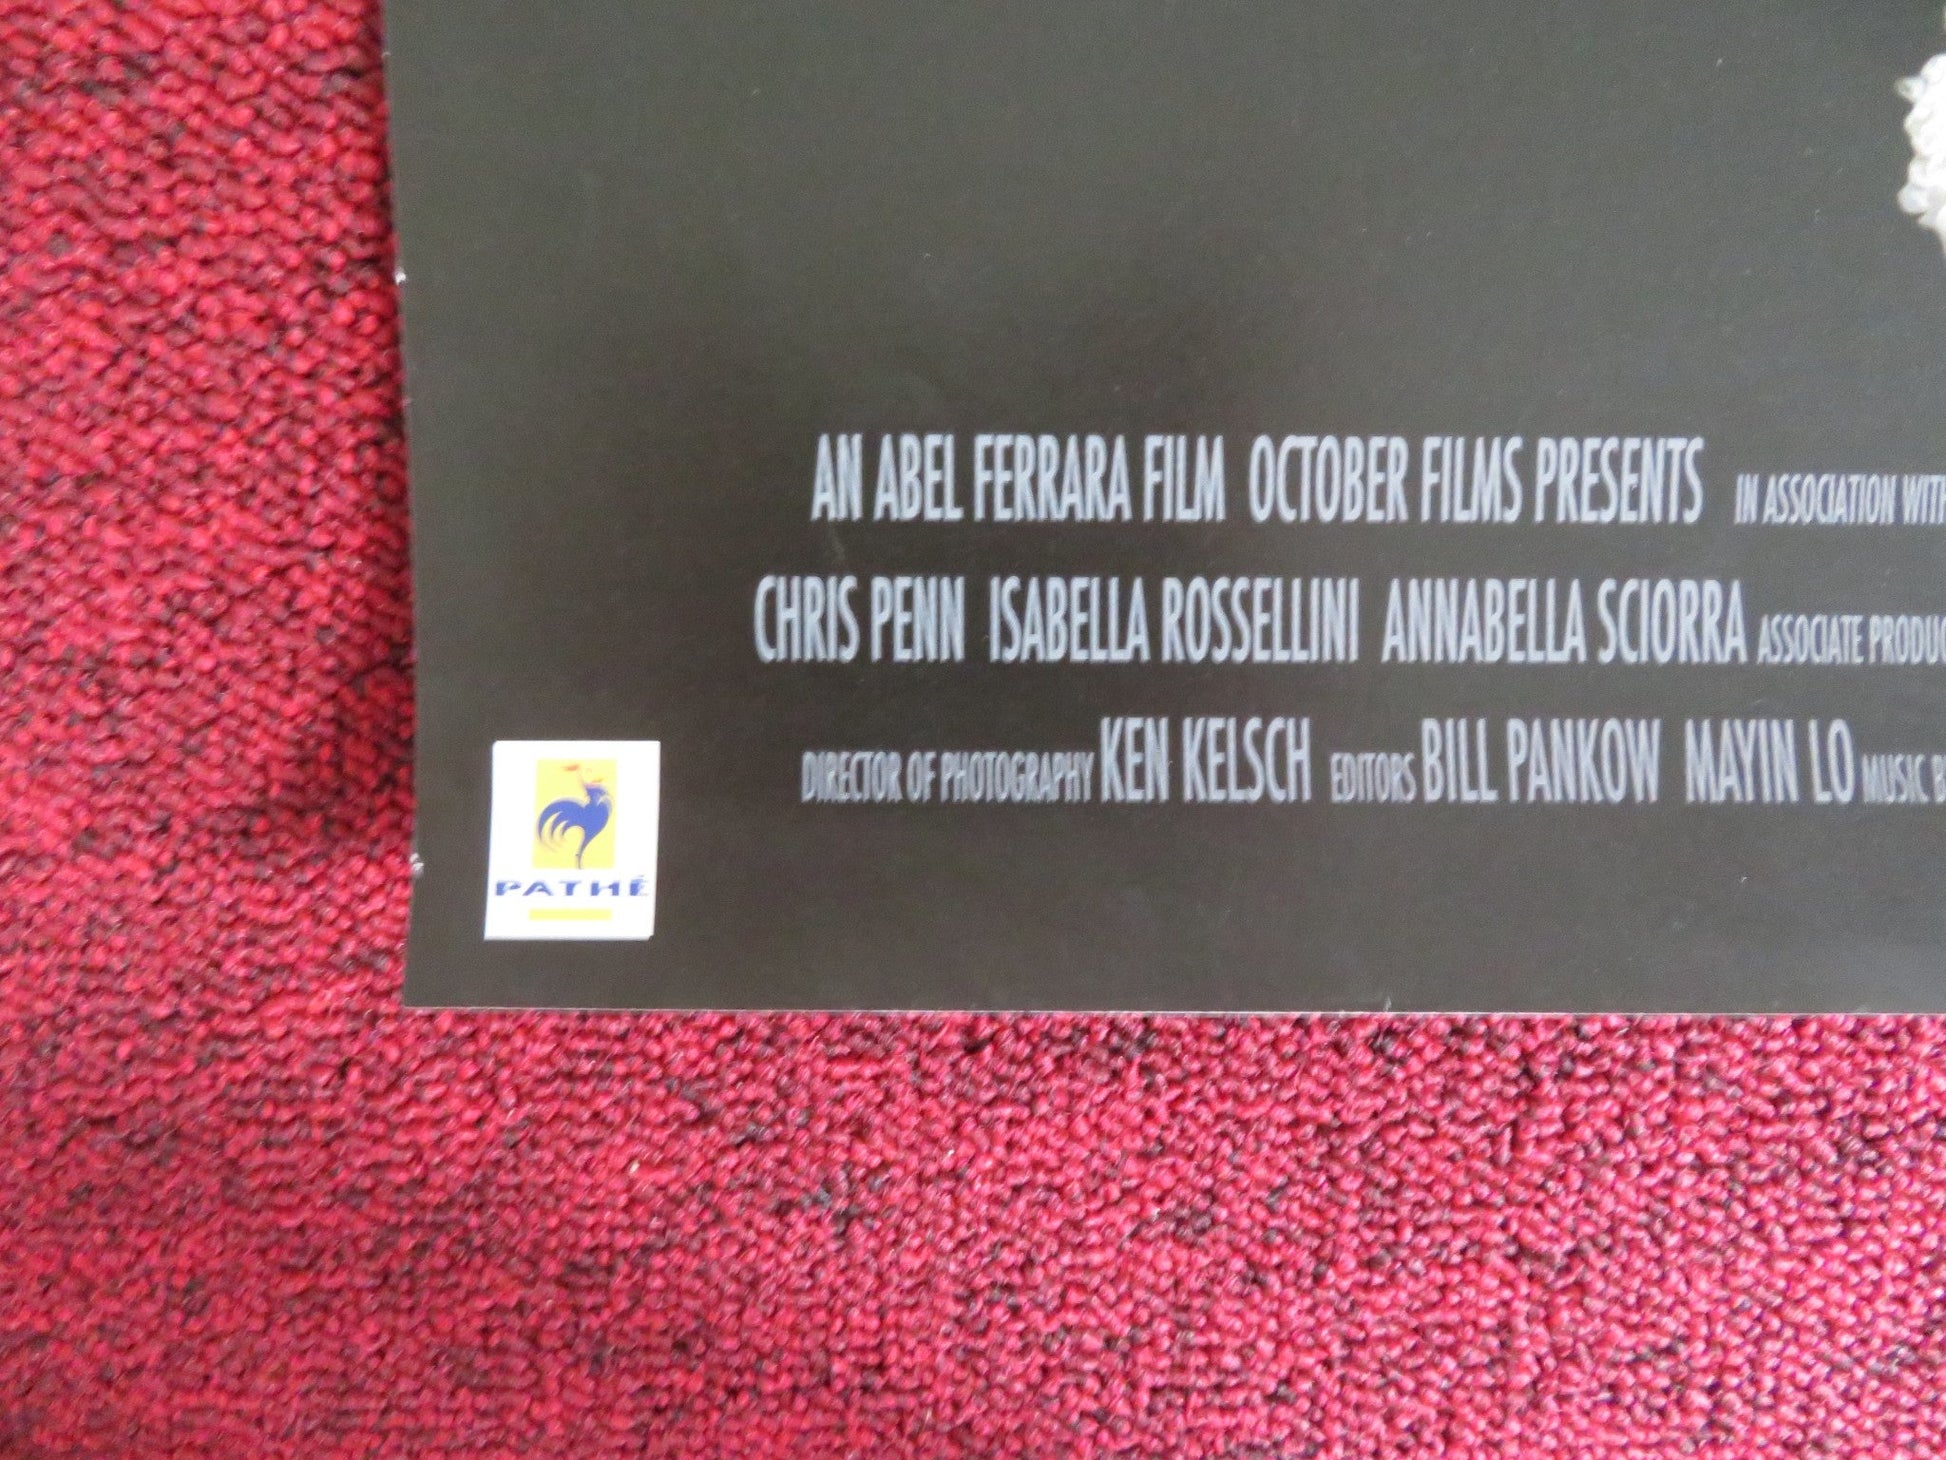 AN ABEL FERRARA FILM OCTOBER FILMS PRESENTS IN ASSOCIATION WITH
CHRIS PENN ISABELLA ROSSELLINI ANNABELLA SCIORRA ASSOCIATE PRODUC
DIRECTOR OF PHOTOGRAPHY KEN KELSCH EDITORS BILL PANKOW MAYIN LO MUSIC B
PATHÉ